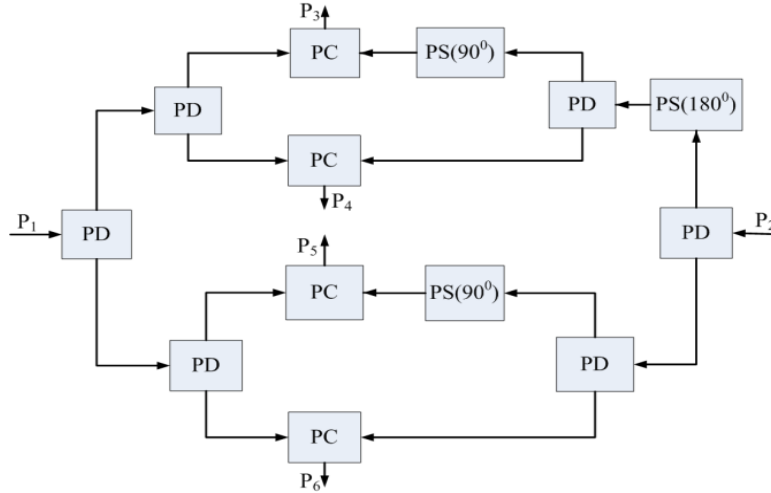 P₃
PC PS(90⁰)
PD PD PS(180⁰)
PC
P₄
P₁ PD PD P₂
P₅
PC PS(90⁰)
PD PD
PC
P₆